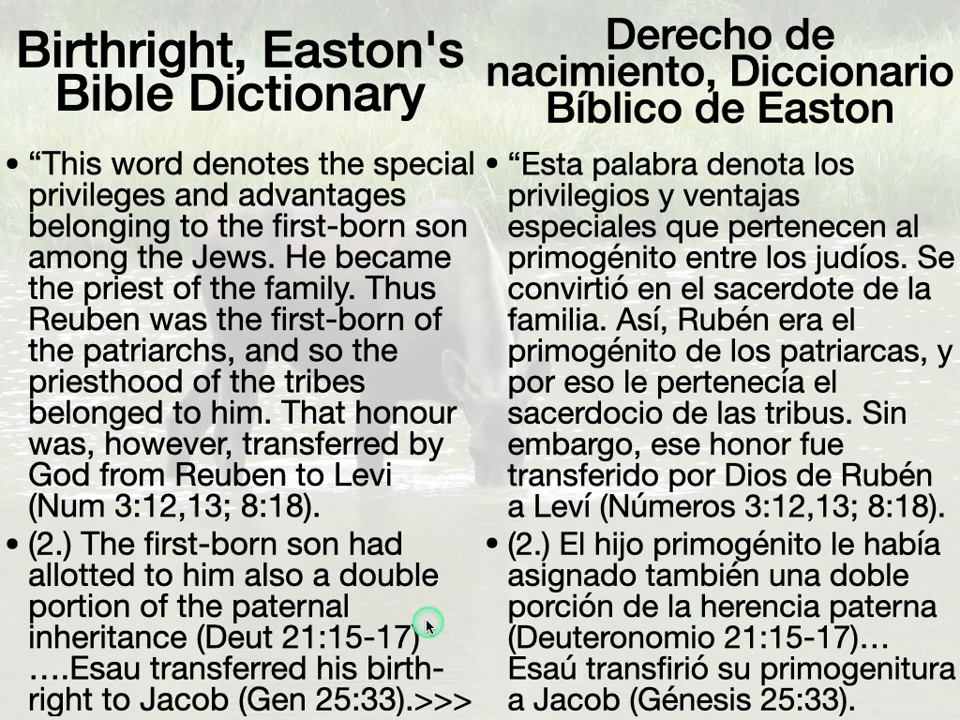 Birthright, Easton's
Bible Dictionary
• “This word denotes the special
privileges and advantages
belonging to the first-born son
among the Jews. He became
the priest of the family. Thus
Reuben was the first-born of
the patriarchs, and so the
priesthood of the tribes
belonged to him. That honour
was, however, transferred by
God from Reuben to Levi
(Num 3:12,13; 8:18).
• (2.) The first-born son had
allotted to him also a double
portion of the paternal
inheritance (Deut 21:15-17)
….Esau transferred his birth-
right to Jacob (Gen 25:33).>>>
Derecho de
nacimiento, Diccionario
Bíblico de Easton
• “Esta palabra denota los
privilegios y ventajas
especiales que pertenecen al
primogénito entre los judíos. Se
convirtió en el sacerdote de la
familia. Así, Rubén era el
primogénito de los patriarcas, y
por eso le pertenecía el
sacerdocio de las tribus. Sin
embargo, ese honor fue
transferido por Dios de Rubén
a Leví (Números 3:12,13; 8:18).
• (2.) El hijo primogénito le había
asignado también una doble
porción de la herencia paterna
(Deuteronomio 21:15-17)…
Esaú transfirió su primogenitura
a Jacob (Génesis 25:33).